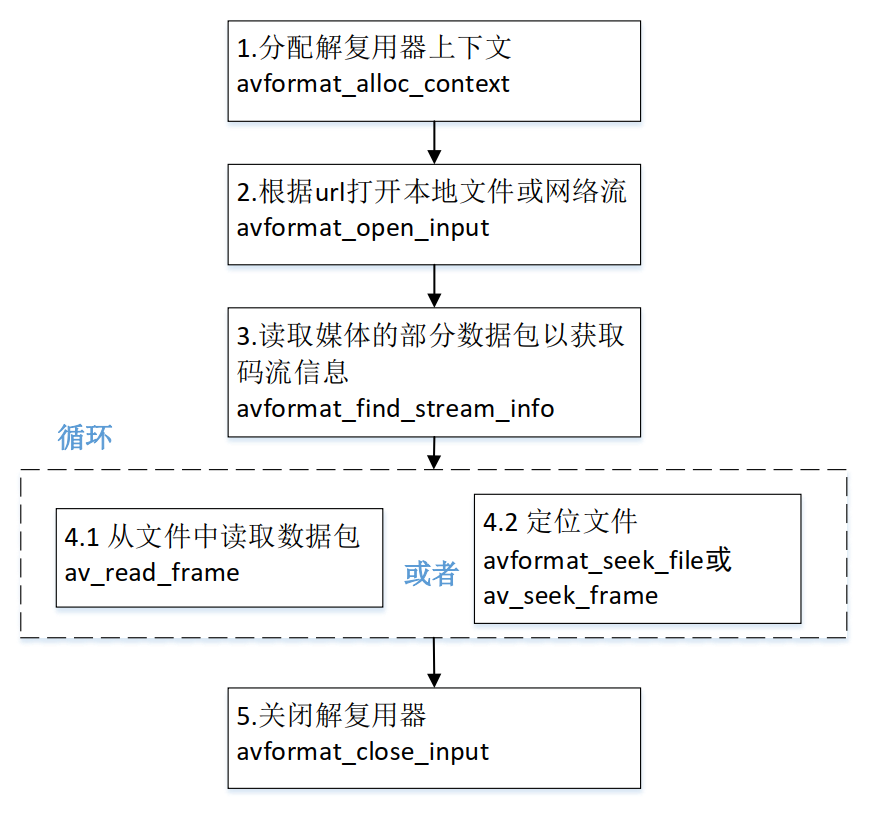 1.分配解复用器上下文
avformat_alloc_context
2.根据url打开本地文件或网络流
avformat_open_input
3.读取媒体的部分数据包以获取
码流信息
avformat_find_stream_info
循环
4.1 从文件中读取数据包
av_read_frame
或者
4.2 定位文件
avformat_seek_file或
av_seek_frame
5.关闭解复用器
avformat_close_input